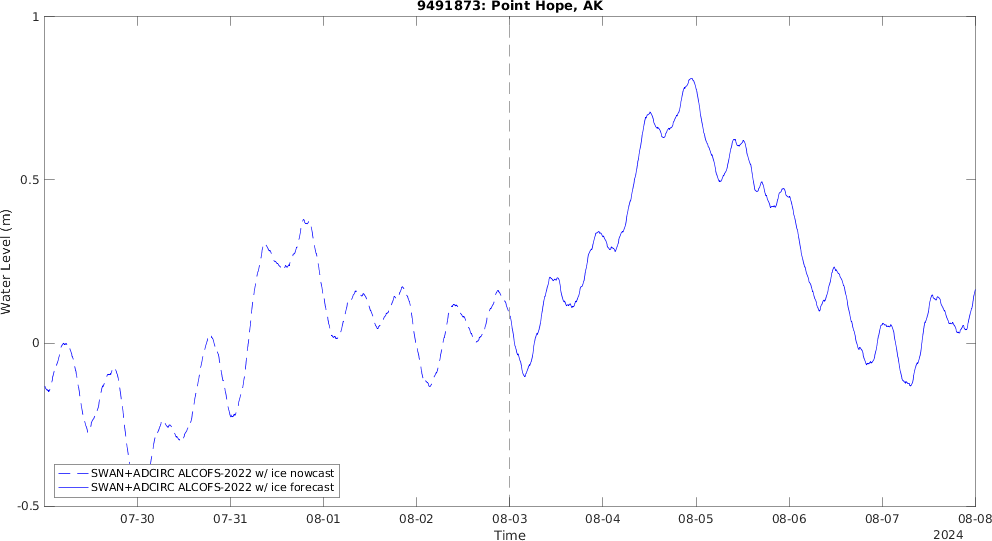 9491873: Point Hope, AK
1
0.5
0
-0.5
Water Level (m)
SWAN+ADCIRC ALCOFS-2022 w/ ice nowcast
SWAN+ADCIRC ALCOFS-2022 w/ ice forecast
07-30 07-31 08-01 08-02 08-03 08-04 08-05 08-06 08-07 08-08
Time
2024